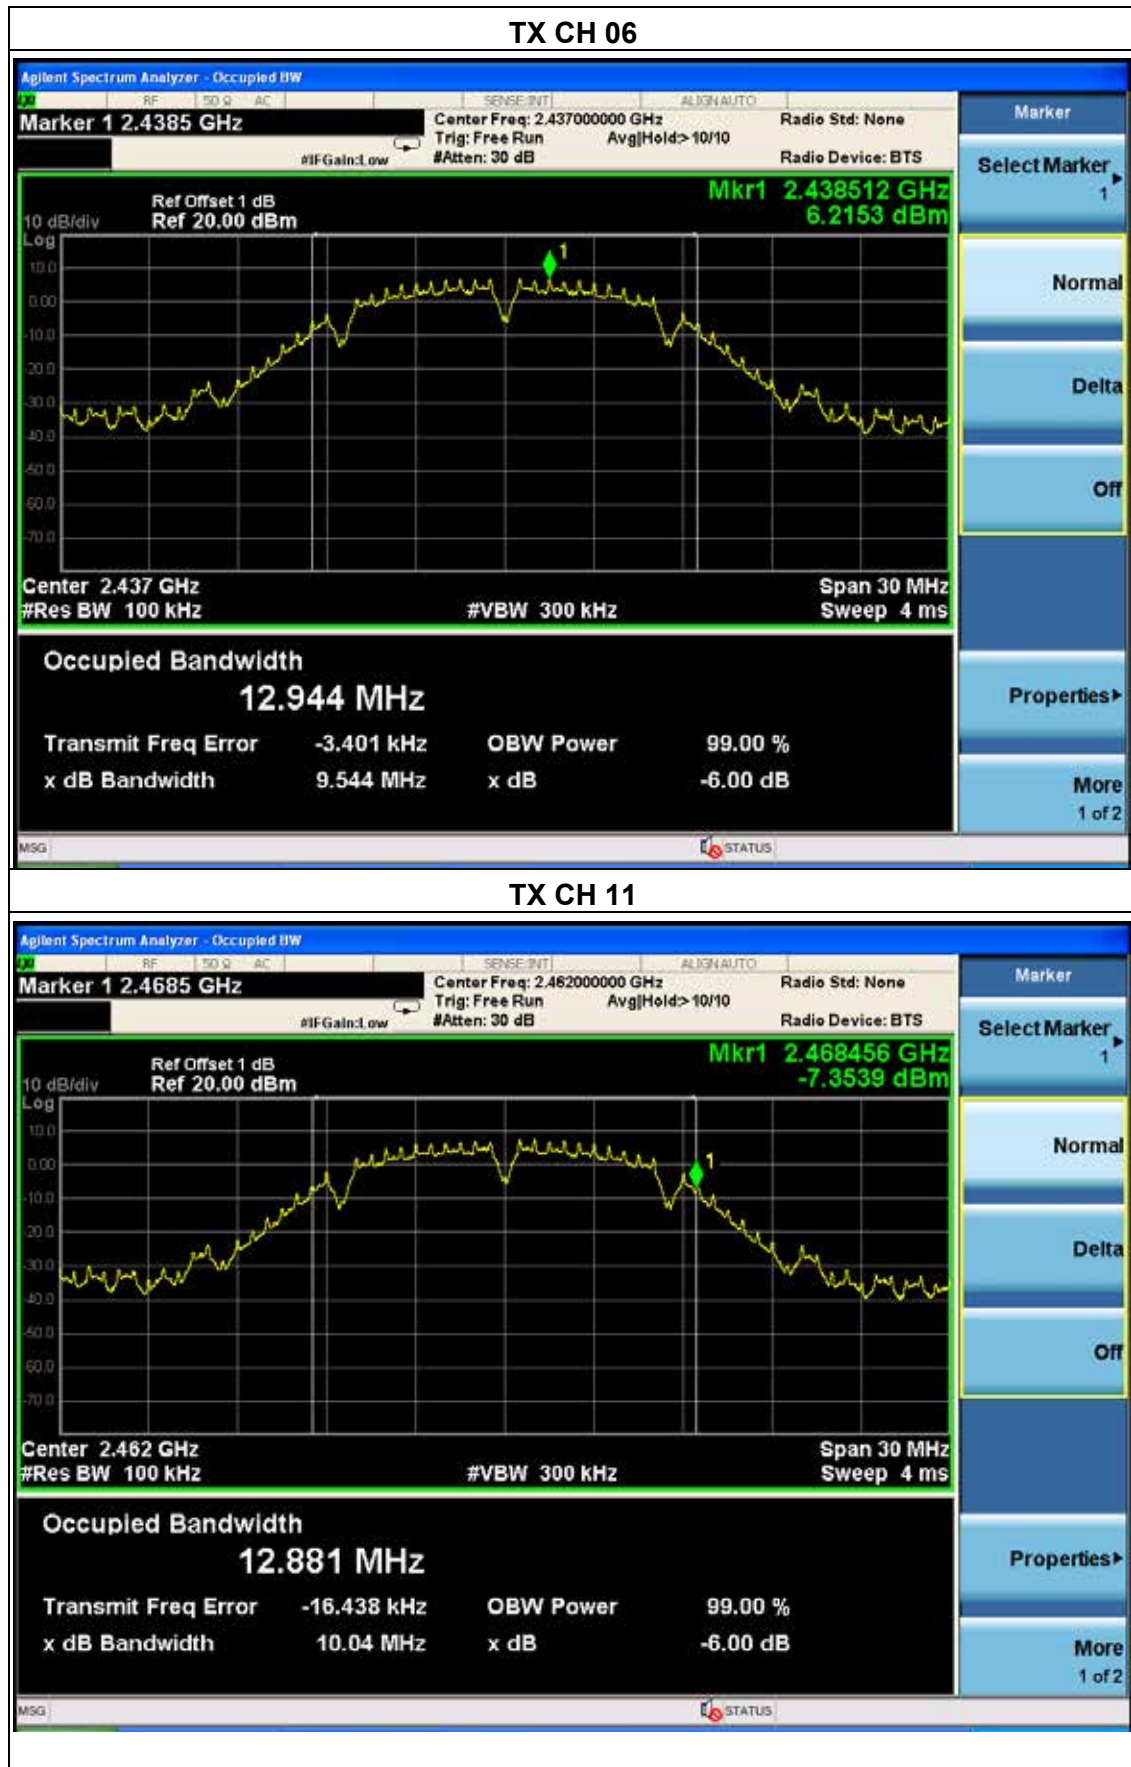 TX CH 06
Agilent Spectrum Analyzer - Occupied BW
RF 50 Ω AC SENSE:INT ALIGN AUTO
Marker 1 2.4385 GHz
Center Freq: 2.437000000 GHz
Radio Std: None
Trig: Free Run Avg|Hold:> 10/10
#IFGain:Low #Atten: 30 dB Radio Device: BTS
Mkr1 2.438512 GHz
6.2153 dBm
Ref Offset 1 dB
10 dB/div Ref 20.00 dBm
Log
10.0
0.00
-10.0
-20.0
-30.0
-40.0
-50.0
-60.0
-70.0
1
Center 2.437 GHz Span 30 MHz
#Res BW 100 kHz #VBW 300 kHz Sweep 4 ms
Occupied Bandwidth
12.944 MHz
Transmit Freq Error -3.401 kHz OBW Power 99.00 %
x dB Bandwidth 9.544 MHz x dB -6.00 dB
MSG STATUS
Marker
Select Marker
1
Normal
Delta
Off
Properties
More
1 of 2
TX CH 11
Agilent Spectrum Analyzer - Occupied BW
RF 50 Ω AC SENSE:INT ALIGN AUTO
Marker 1 2.4685 GHz
Center Freq: 2.462000000 GHz
Radio Std: None
Trig: Free Run Avg|Hold:> 10/10
#IFGain:Low #Atten: 30 dB Radio Device: BTS
Mkr1 2.468456 GHz
-7.3539 dBm
Ref Offset 1 dB
10 dB/div Ref 20.00 dBm
Log
10.0
0.00
-10.0
-20.0
-30.0
-40.0
-50.0
-60.0
-70.0
1
Center 2.462 GHz Span 30 MHz
#Res BW 100 kHz #VBW 300 kHz Sweep 4 ms
Occupied Bandwidth
12.881 MHz
Transmit Freq Error -16.438 kHz OBW Power 99.00 %
x dB Bandwidth 10.04 MHz x dB -6.00 dB
MSG STATUS
Marker
Select Marker
1
Normal
Delta
Off
Properties
More
1 of 2